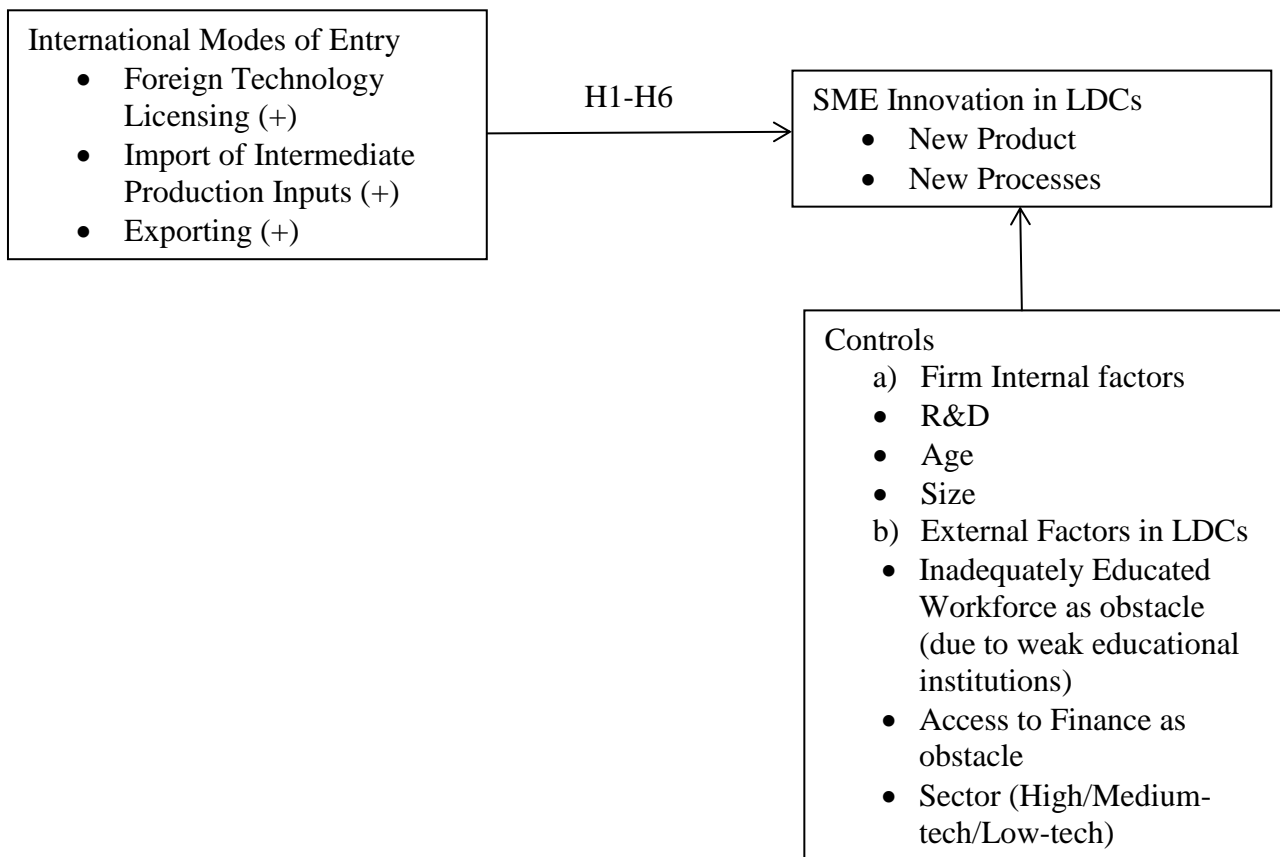 International Modes of Entry
• Foreign Technology
Licensing (+)
• Import of Intermediate
Production Inputs (+)
• Exporting (+)
H1-H6
SME Innovation in LDCs
• New Product
• New Processes
Controls
a) Firm Internal factors
• R&D
• Age
• Size
b) External Factors in LDCs
• Inadequately Educated
Workforce as obstacle
(due to weak educational
institutions)
• Access to Finance as
obstacle
• Sector (High/Medium-
tech/Low-tech)